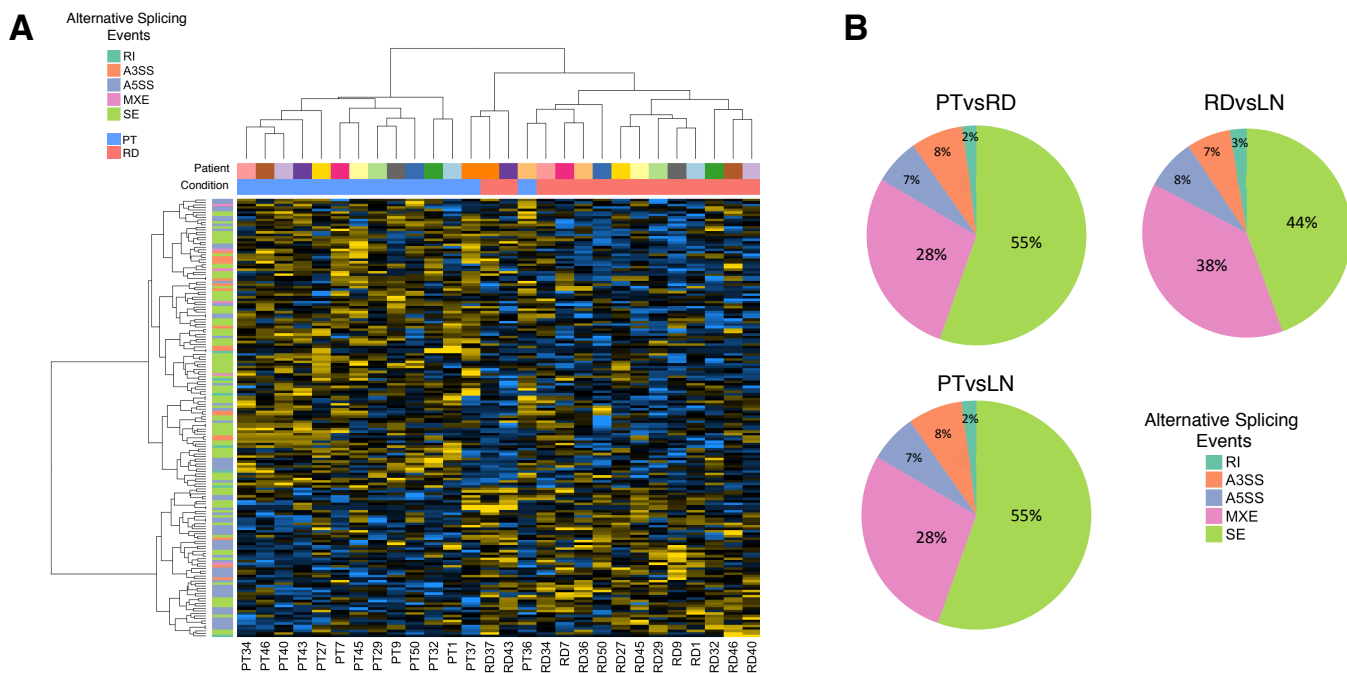 A
Alternative Splicing
Events
RI
A3SS
A5SS
MXE
SE
PT
RD
Patient
Condition
PT34
PT46
PT40
PT43
PT27
PT7
PT45
PT29
PT9
PT50
PT32
PT1
PT37
RD37
RD43
PT36
RD34
RD7
RD36
RD50
RD27
RD45
RD29
RD9
RD1
RD32
RD46
RD40
B
PTvsRD
2%
8%
7%
28%
55%
RDvsLN
3%
7%
8%
38%
44%
PTvsLN
2%
8%
7%
28%
55%
Alternative Splicing
Events
RI
A3SS
A5SS
MXE
SE